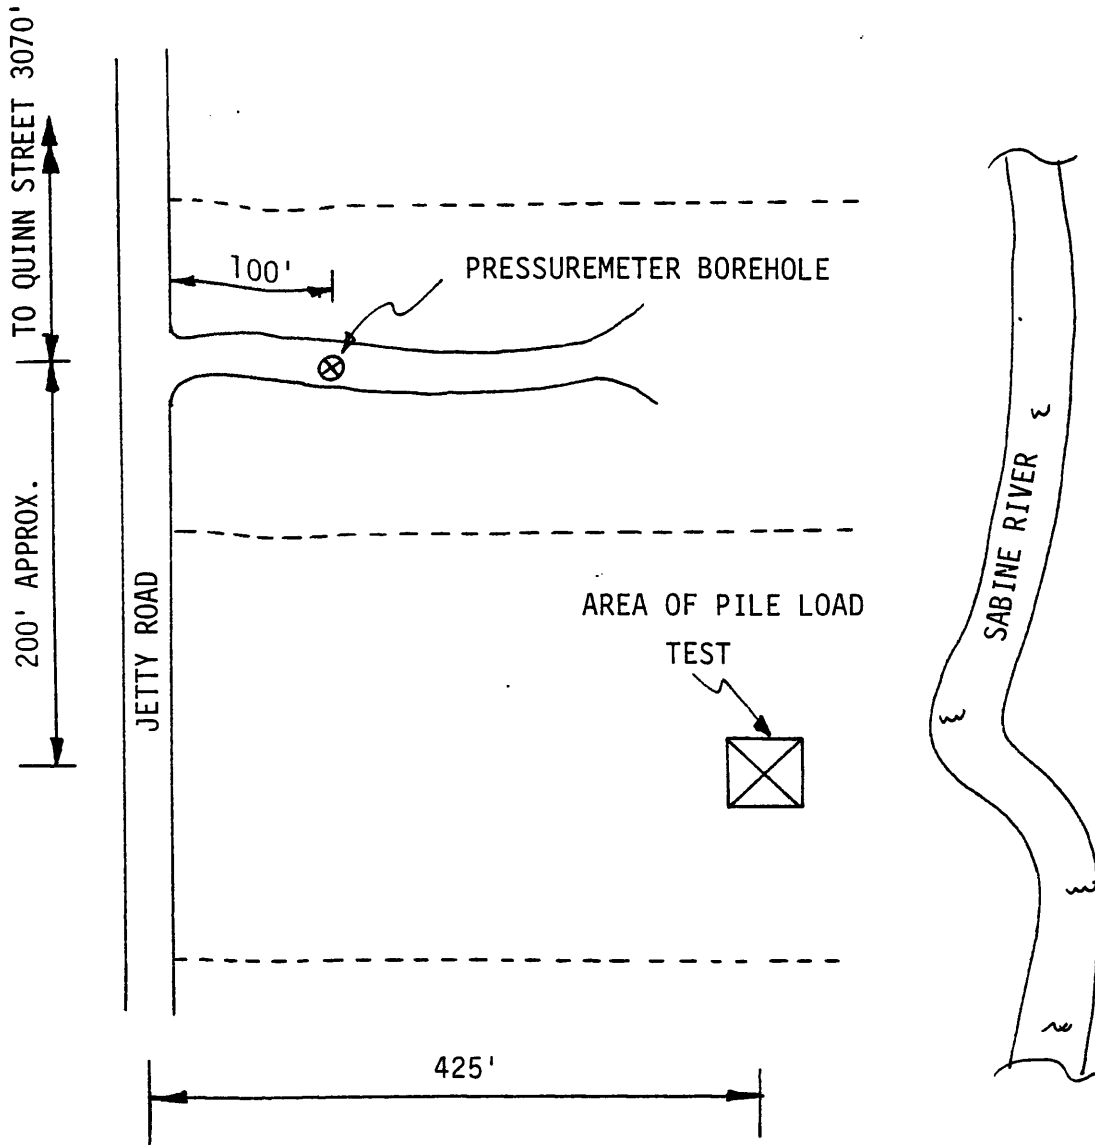 TO QUINN STREET 3070'
100'
PRESSUREMETER BOREHOLE
200' APPROX.
JETTY ROAD
AREA OF PILE LOAD
TEST
SABINE RIVER
425'